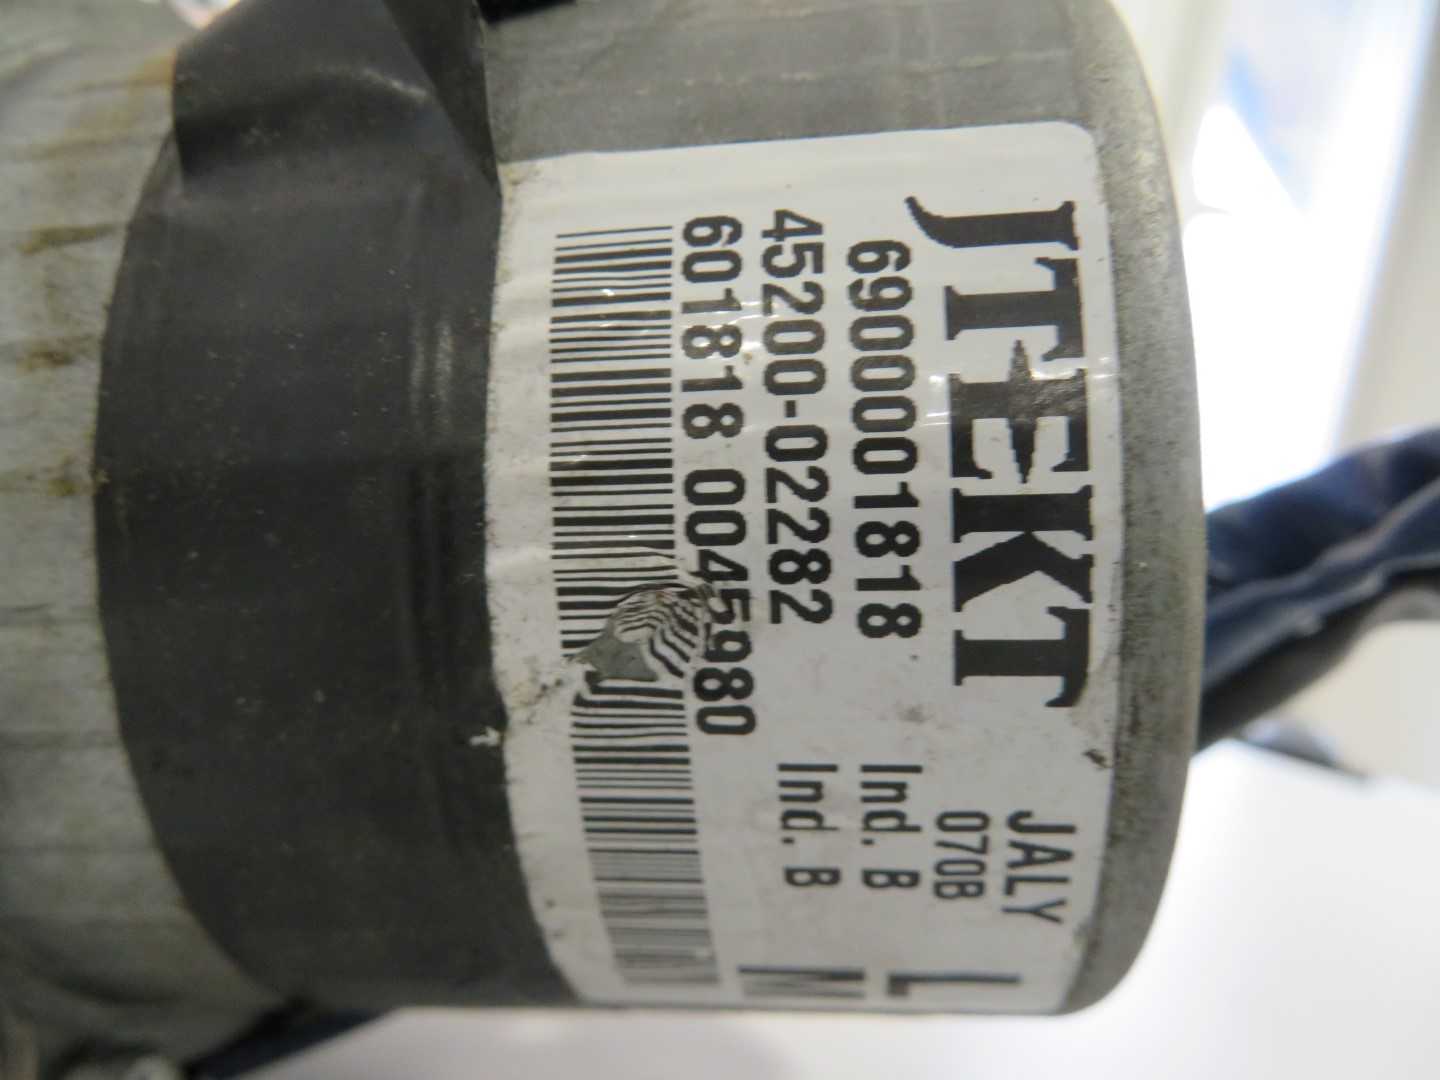 JTEKT JALY L
070B
6900001818 Ind. B
45200-02282 Ind. B
601818 0045980